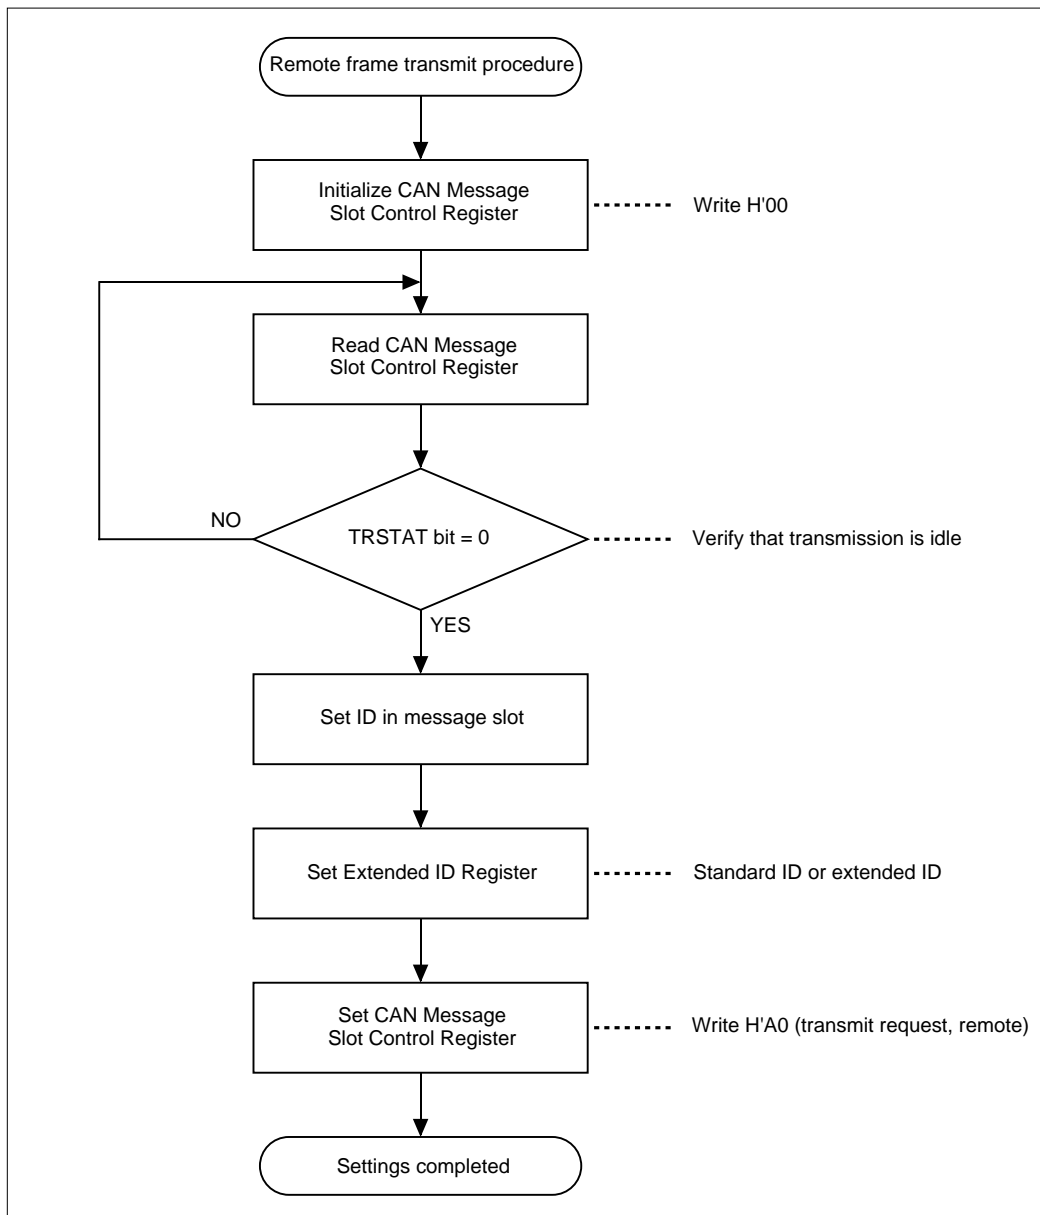 Remote frame transmit procedure
Initialize CAN Message
Slot Control Register
Write H'00
Read CAN Message
Slot Control Register
NO
TRSTAT bit = 0
Verify that transmission is idle
YES
Set ID in message slot
Set Extended ID Register
Standard ID or extended ID
Set CAN Message
Slot Control Register
Write H'A0 (transmit request, remote)
Settings completed